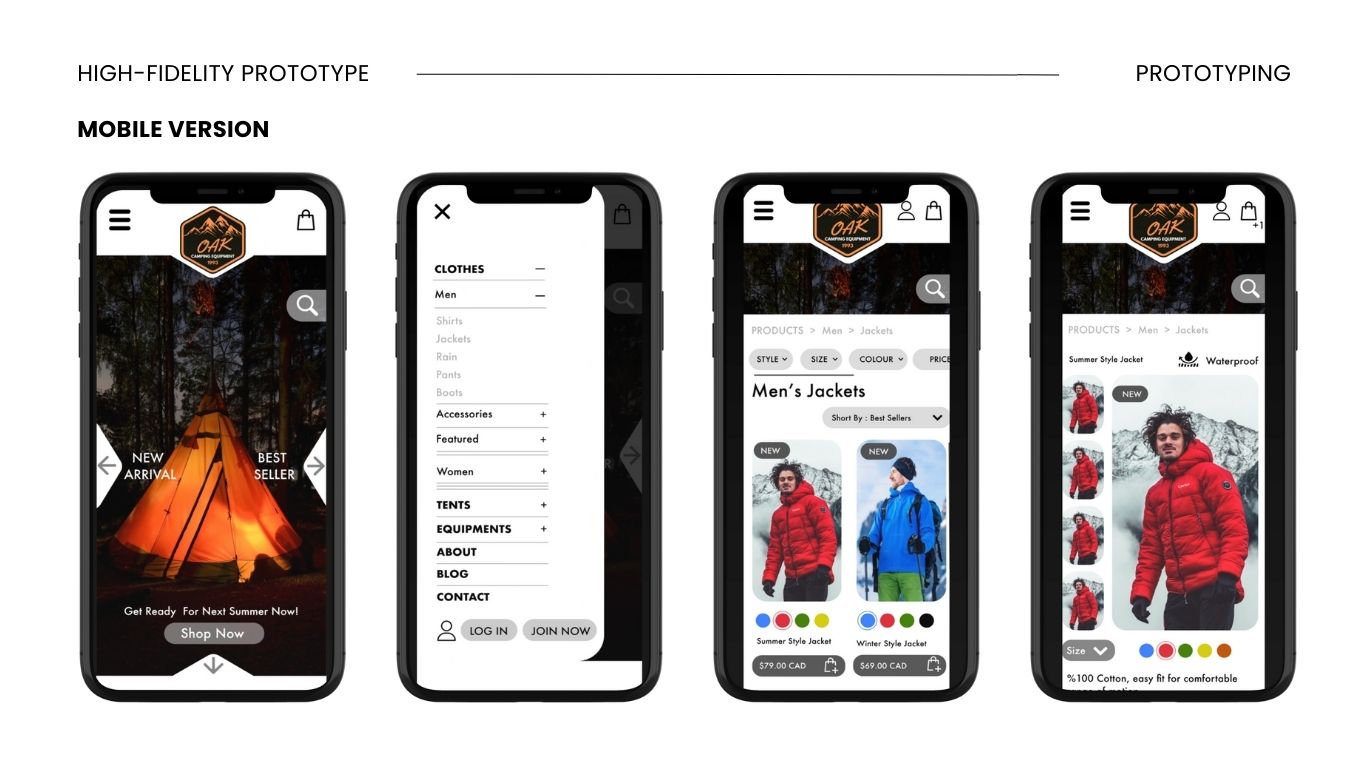 HIGH-FIDELITY PROTOTYPE
PROTOTYPING
MOBILE VERSION
OAK
CAMPING EQUIPMENT
1993
NEW
ARRIVAL
BEST
SELLER
Get Ready For Next Summer Now!
Shop Now
CLOTHES
Men
Shirts
Jackets
Rain
Pants
Boots
Accessories +
Featured +
Women +
TENTS +
EQUIPMENTS +
ABOUT
BLOG
CONTACT
LOG IN
JOIN NOW
OAK
CAMPING EQUIPMENT
1993
PRODUCTS > Men > Jackets
STYLE
SIZE
COLOUR
PRICE
Men's Jackets
Short By : Best Sellers
NEW
NEW
Summer Style Jacket
Winter Style Jacket
$79.00 CAD
$69.00 CAD
OAK
CAMPING EQUIPMENT
1993
+1
PRODUCTS > Men > Jackets
Summer Style Jacket
Waterproof
NEW
Size
%100 Cotton, easy fit for comfortable